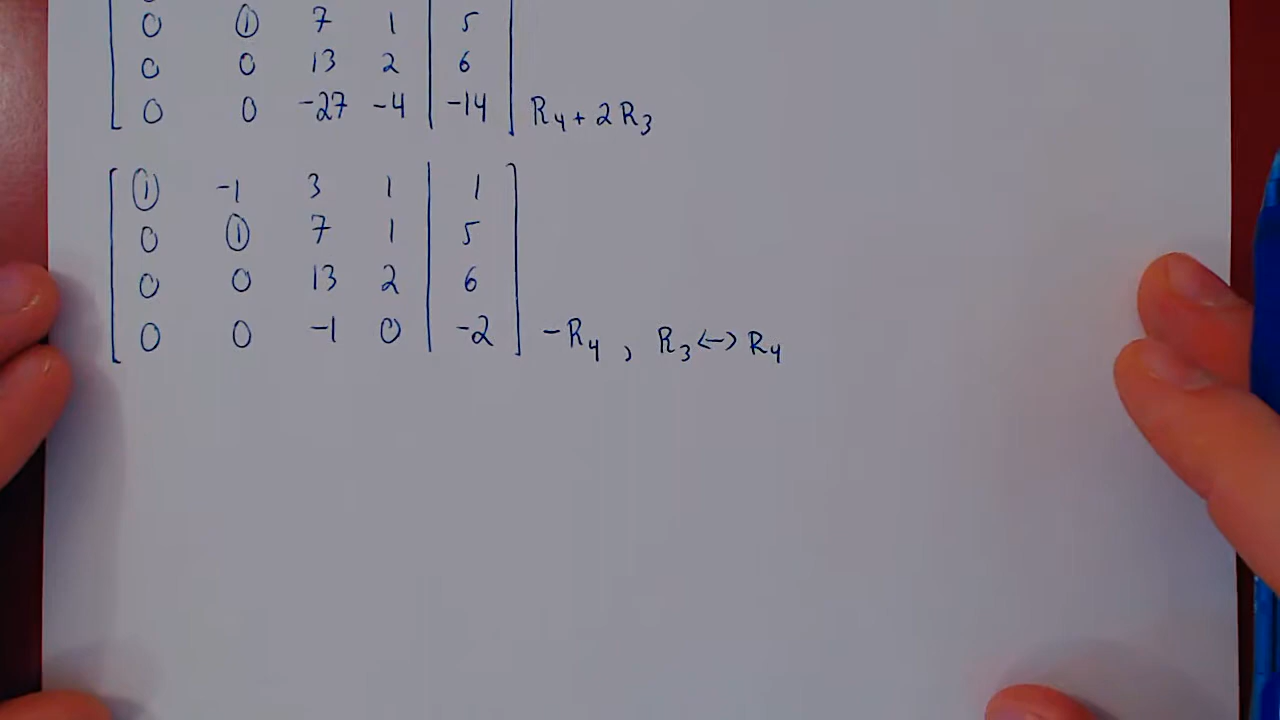 0 1 7 1 | 5
0 0 13 2 | 6
0 0 -27 -4 | -14 R₄ + 2R₃
1 -1 3 1 | 1
0 1 7 1 | 5
0 0 13 2 | 6
0 0 -1 0 | -2 -R₄ , R₃ ↔ R₄